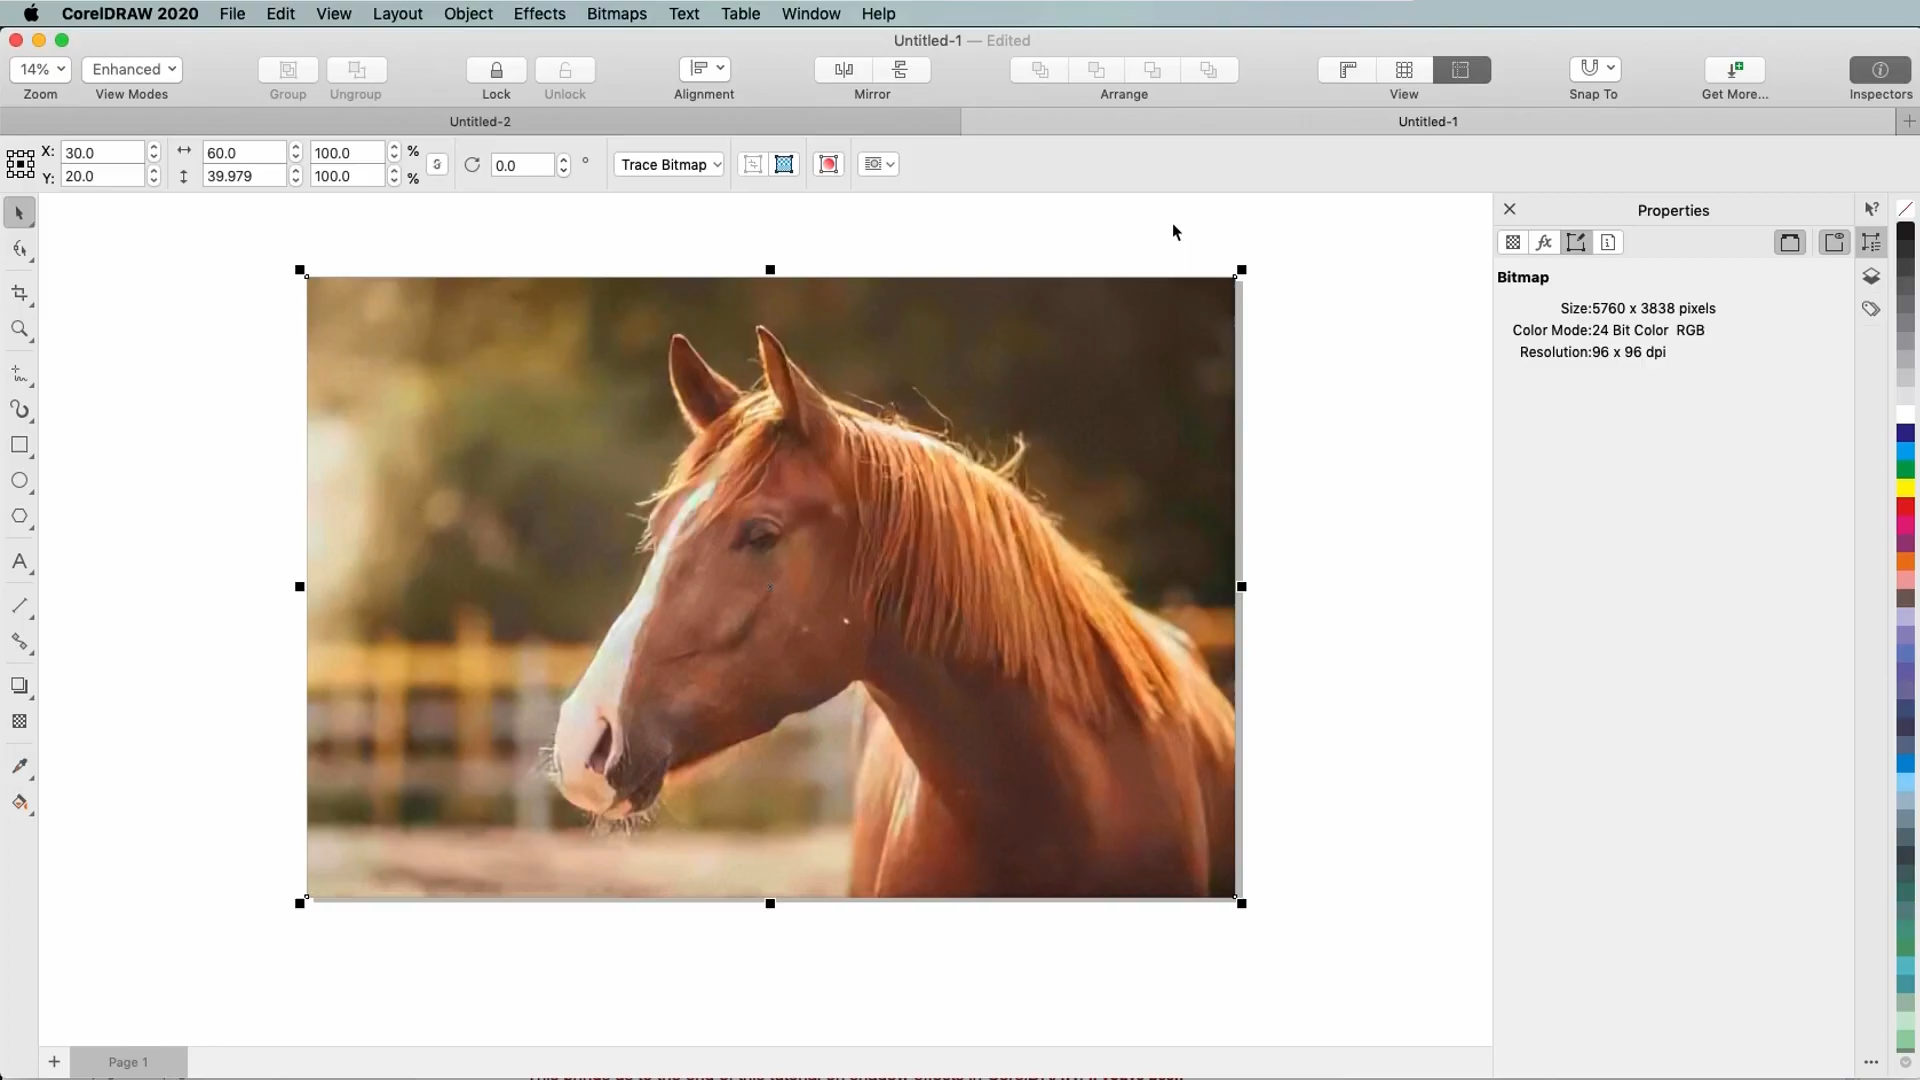 CorelDRAW 2020 File Edit View Layout Object Effects Bitmaps Text Table Window Help
Untitled-1 — Edited
14% Enhanced
Zoom View Modes Group Ungroup Lock Unlock Alignment Mirror Arrange View Snap To Get More... Inspectors
Untitled-2 Untitled-1
X: 30.0 60.0 100.0 % 0.0 ° Trace Bitmap
Y: 20.0 39.979 100.0 %
Properties
Bitmap
Size:5760 x 3838 pixels
Color Mode:24 Bit Color RGB
Resolution:96 x 96 dpi
Page 1